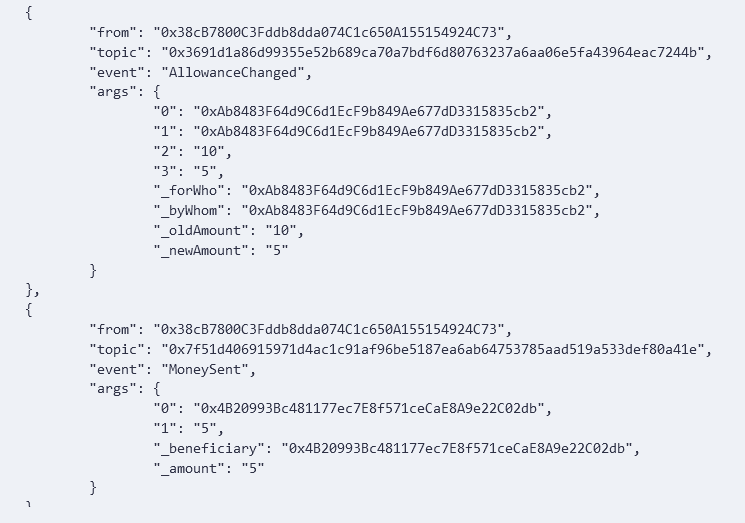 {
"from": "0x38cB7800C3Fddb8dda074C1c650A155154924C73",
"topic": "0x3691d1a86d99355e52b689ca70a7bdf6d80763237a6aa06e5fa43964eac7244b",
"event": "AllowanceChanged",
"args": {
"0": "0xAb8483F64d9C6d1EcF9b849Ae677dD3315835cb2",
"1": "0xAb8483F64d9C6d1EcF9b849Ae677dD3315835cb2",
"2": "10",
"3": "5",
"_forWho": "0xAb8483F64d9C6d1EcF9b849Ae677dD3315835cb2",
"_byWhom": "0xAb8483F64d9C6d1EcF9b849Ae677dD3315835cb2",
"_oldAmount": "10",
"_newAmount": "5"
}
},
{
"from": "0x38cB7800C3Fddb8dda074C1c650A155154924C73",
"topic": "0x7f51d406915971d4ac1c91af96be5187ea6ab64753785aad519a533def80a41e",
"event": "MoneySent",
"args": {
"0": "0x4B20993Bc481177ec7E8f571ceCaE8A9e22C02db",
"1": "5",
"_beneficiary": "0x4B20993Bc481177ec7E8f571ceCaE8A9e22C02db",
"_amount": "5"
}
}